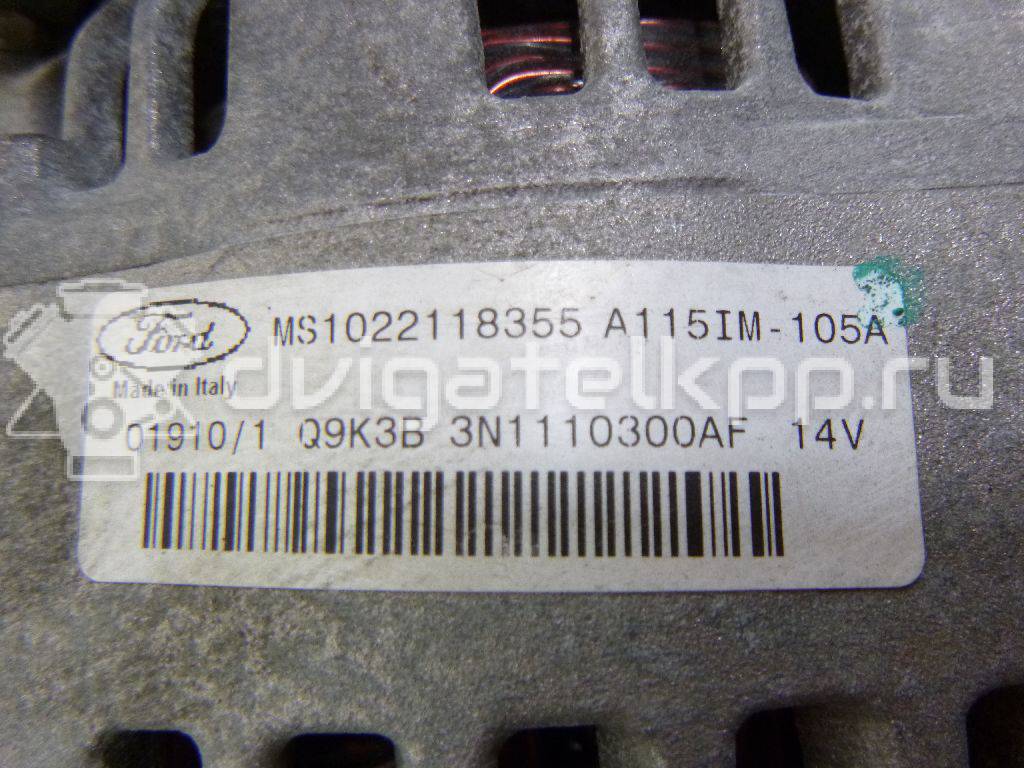 Ford MS1022118355 A115IM-105A
Made in Italy
01910/1 Q9K3B 3N1110300AF 14V
dvigatelkpp.ru